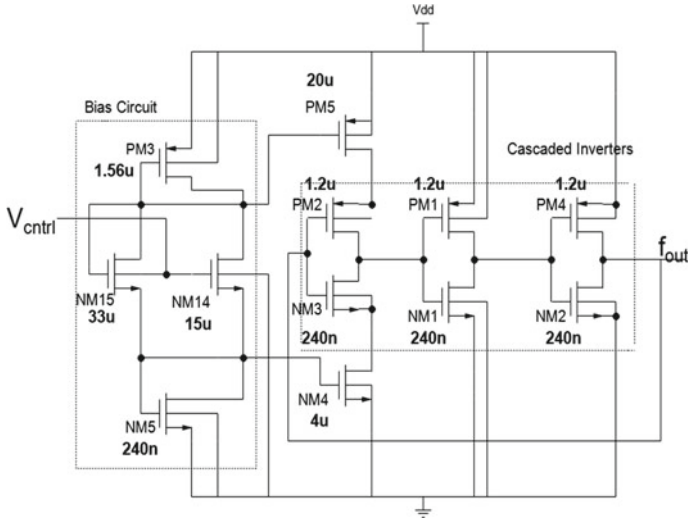 Vdd
20u
PM5
Bias Circuit
PM3
1.56u
Cascaded Inverters
1.2u
1.2u
1.2u
PM2
PM1
PM4
Vcntrl
fout
NM15
33u
NM14
15u
NM3
NM1
NM2
240n
240n
240n
NM4
4u
NM5
240n